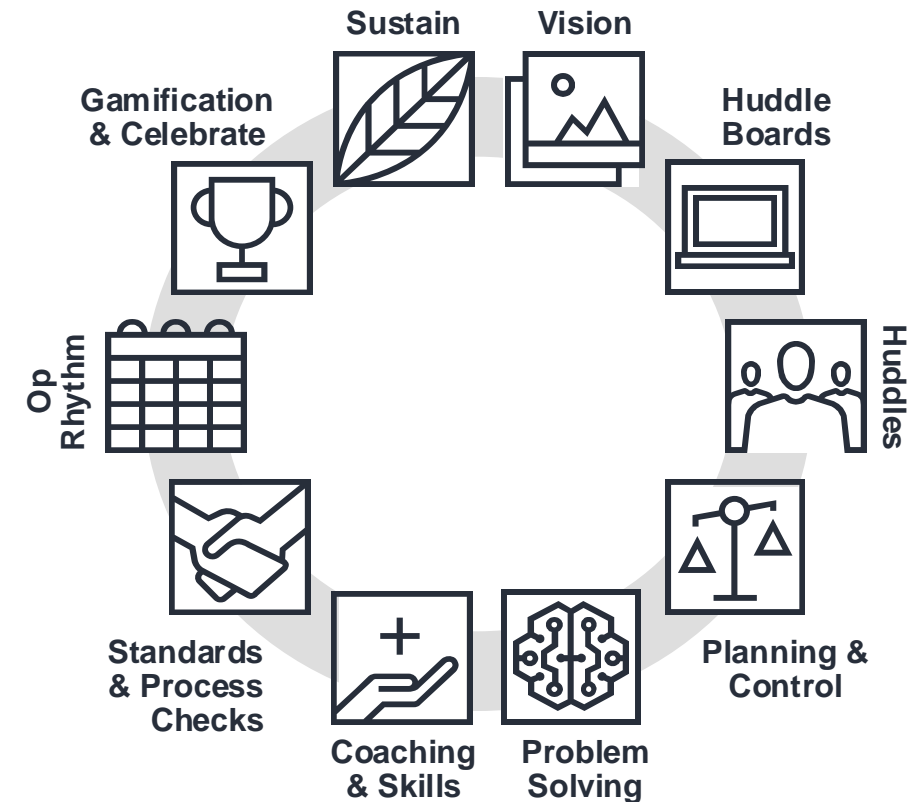 Sustain
Vision
Gamification
& Celebrate
Huddle
Boards
Op
Rhythm
Huddles
Standards
& Process
Checks
Planning &
Control
Coaching
& Skills
Problem
Solving